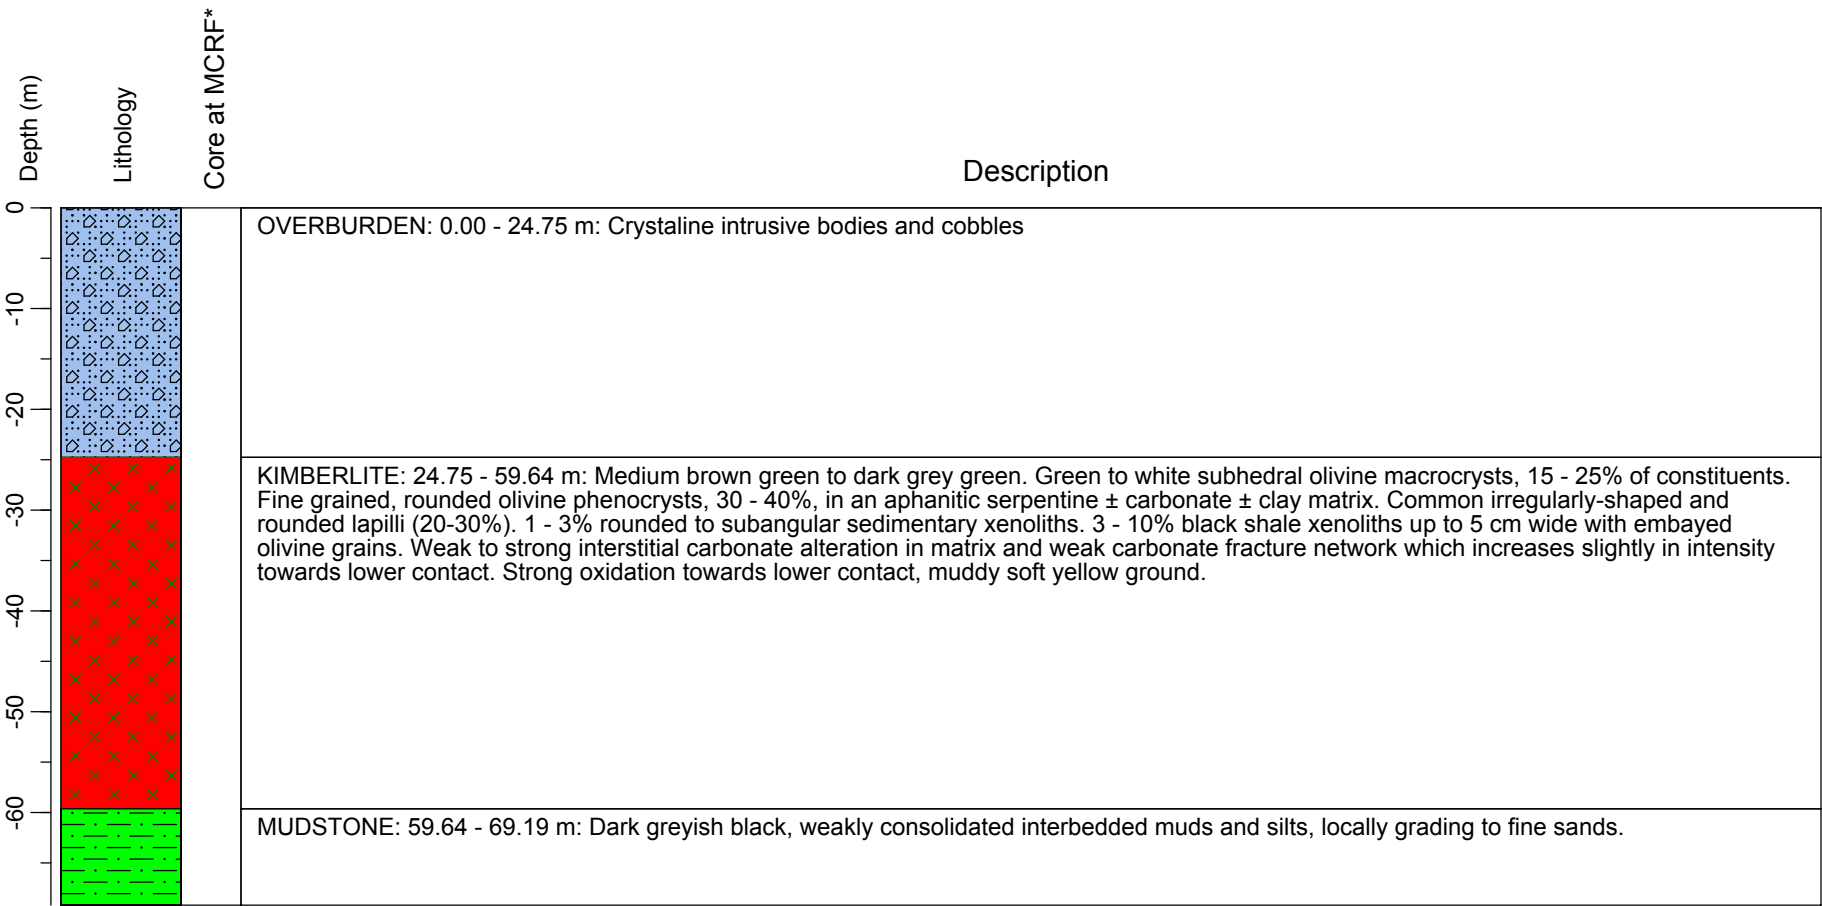 Depth (m)
Lithology
Core at MCRF*
Description
0
OVERBURDEN: 0.00 - 24.75 m: Crystaline intrusive bodies and cobbles
-10
-20
KIMBERLITE: 24.75 - 59.64 m: Medium brown green to dark grey green. Green to white subhedral olivine macrocrysts, 15 - 25% of constituents.
Fine grained, rounded olivine phenocrysts, 30 - 40%, in an aphanitic serpentine ± carbonate ± clay matrix. Common irregularly-shaped and
rounded lapilli (20-30%). 1 - 3% rounded to subangular sedimentary xenoliths. 3 - 10% black shale xenoliths up to 5 cm wide with embayed
olivine grains. Weak to strong interstitial carbonate alteration in matrix and weak carbonate fracture network which increases slightly in intensity
towards lower contact. Strong oxidation towards lower contact, muddy soft yellow ground.
-30
-40
-50
-60
MUDSTONE: 59.64 - 69.19 m: Dark greyish black, weakly consolidated interbedded muds and silts, locally grading to fine sands.